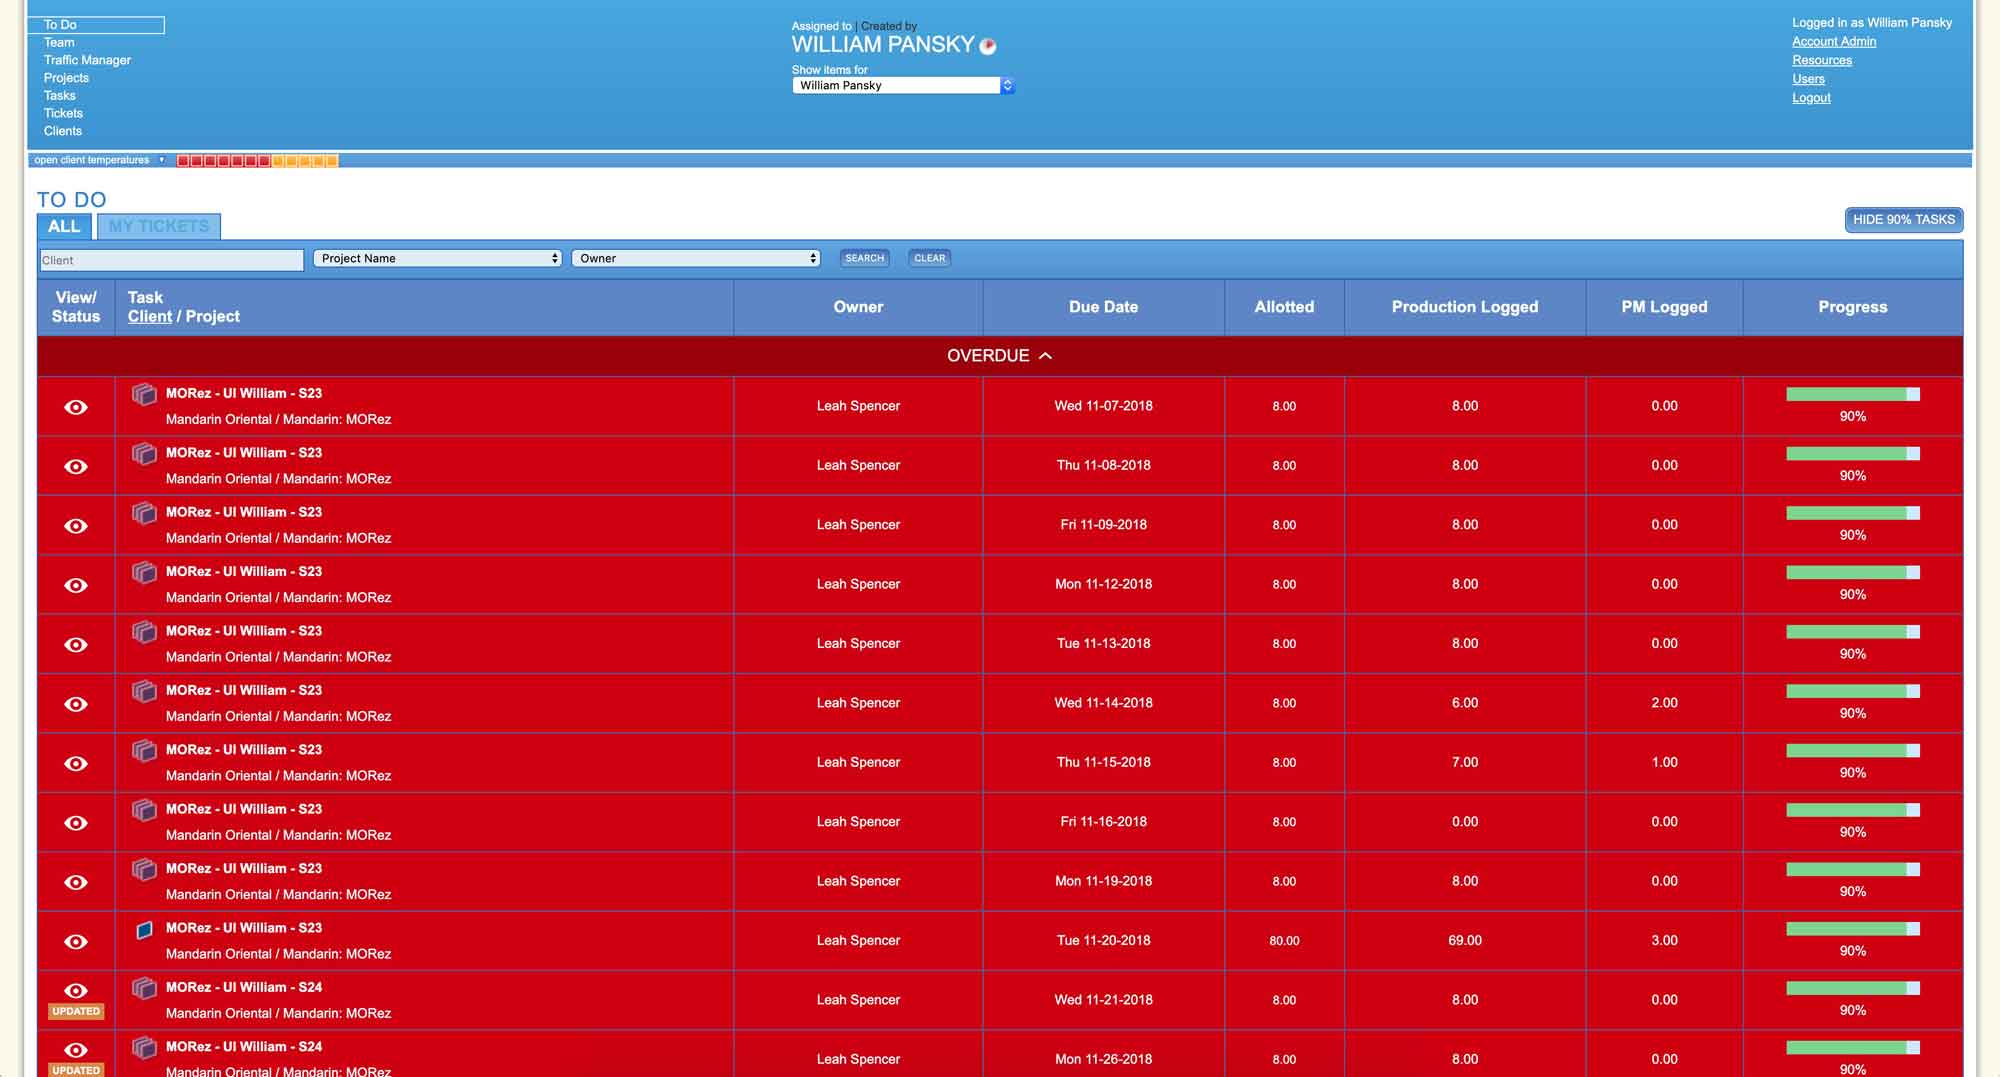 To Do
Team
Traffic Manager
Projects
Tasks
Tickets
Clients
Assigned to | Created by
WILLIAM PANSKY
Show items for
William Pansky
Logged in as William Pansky
Account Admin
Resources
Users
Logout
open client temperatures
TO DO
ALL MY TICKETS
HIDE 90% TASKS
Client Project Name Owner SEARCH CLEAR
View/ Status Task Client / Project Owner Due Date Allotted Production Logged PM Logged Progress
OVERDUE
MORez - UI William - S23
Mandarin Oriental / Mandarin: MORez
Leah Spencer Wed 11-07-2018 8.00 8.00 0.00 90%
MORez - UI William - S23
Mandarin Oriental / Mandarin: MORez
Leah Spencer Thu 11-08-2018 8.00 8.00 0.00 90%
MORez - UI William - S23
Mandarin Oriental / Mandarin: MORez
Leah Spencer Fri 11-09-2018 8.00 8.00 0.00 90%
MORez - UI William - S23
Mandarin Oriental / Mandarin: MORez
Leah Spencer Mon 11-12-2018 8.00 8.00 0.00 90%
MORez - UI William - S23
Mandarin Oriental / Mandarin: MORez
Leah Spencer Tue 11-13-2018 8.00 8.00 0.00 90%
MORez - UI William - S23
Mandarin Oriental / Mandarin: MORez
Leah Spencer Wed 11-14-2018 8.00 6.00 2.00 90%
MORez - UI William - S23
Mandarin Oriental / Mandarin: MORez
Leah Spencer Thu 11-15-2018 8.00 7.00 1.00 90%
MORez - UI William - S23
Mandarin Oriental / Mandarin: MORez
Leah Spencer Fri 11-16-2018 8.00 0.00 0.00 90%
MORez - UI William - S23
Mandarin Oriental / Mandarin: MORez
Leah Spencer Mon 11-19-2018 8.00 8.00 0.00 90%
MORez - UI William - S23
Mandarin Oriental / Mandarin: MORez
Leah Spencer Tue 11-20-2018 80.00 69.00 3.00 90%
UPDATED
MORez - UI William - S24
Mandarin Oriental / Mandarin: MORez
Leah Spencer Wed 11-21-2018 8.00 8.00 0.00 90%
UPDATED
MORez - UI William - S24
Mandarin Oriental / Mandarin: MORez
Leah Spencer Mon 11-26-2018 8.00 8.00 0.00 90%